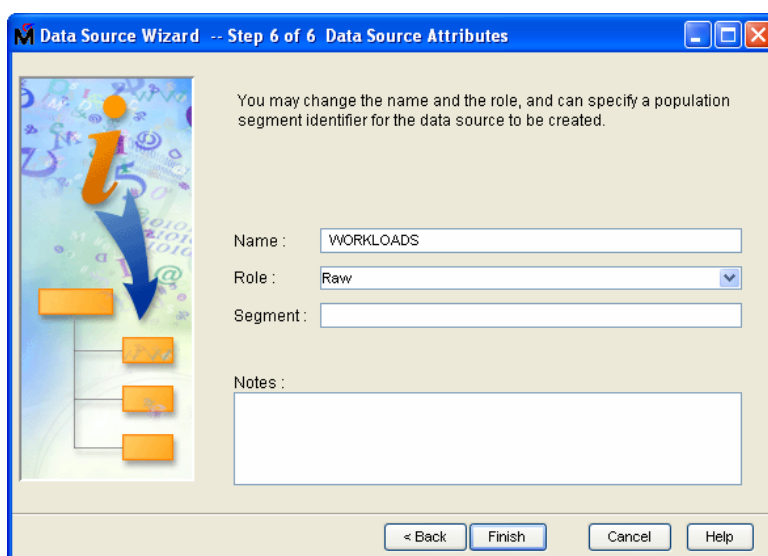 Data Source Wizard -- Step 6 of 6 Data Source Attributes
You may change the name and the role, and can specify a population
segment identifier for the data source to be created.
Name :
WORKLOADS
Role :
Raw
Segment :
Notes :
< Back
Finish
Cancel
Help